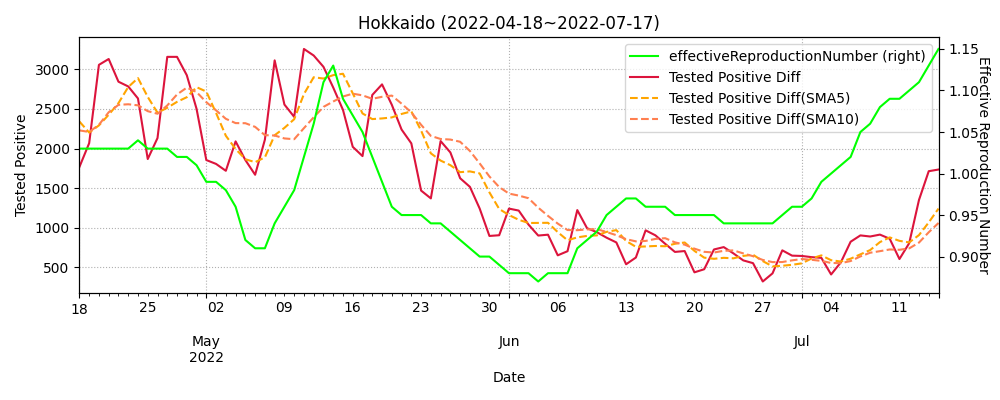 Hokkaido (2022-04-18~2022-07-17)
effectiveReproductionNumber (right)
Tested Positive Diff
Tested Positive Diff(SMA5)
Tested Positive Diff(SMA10)
Tested Positive
3000
2500
2000
1500
1000
500
1.15
1.10
1.05
1.00
0.95
0.90
Effective Reproduction Number
18 25 02 09 16 23 30 06 13 20 27 04 11
May Jun Jul
2022
Date